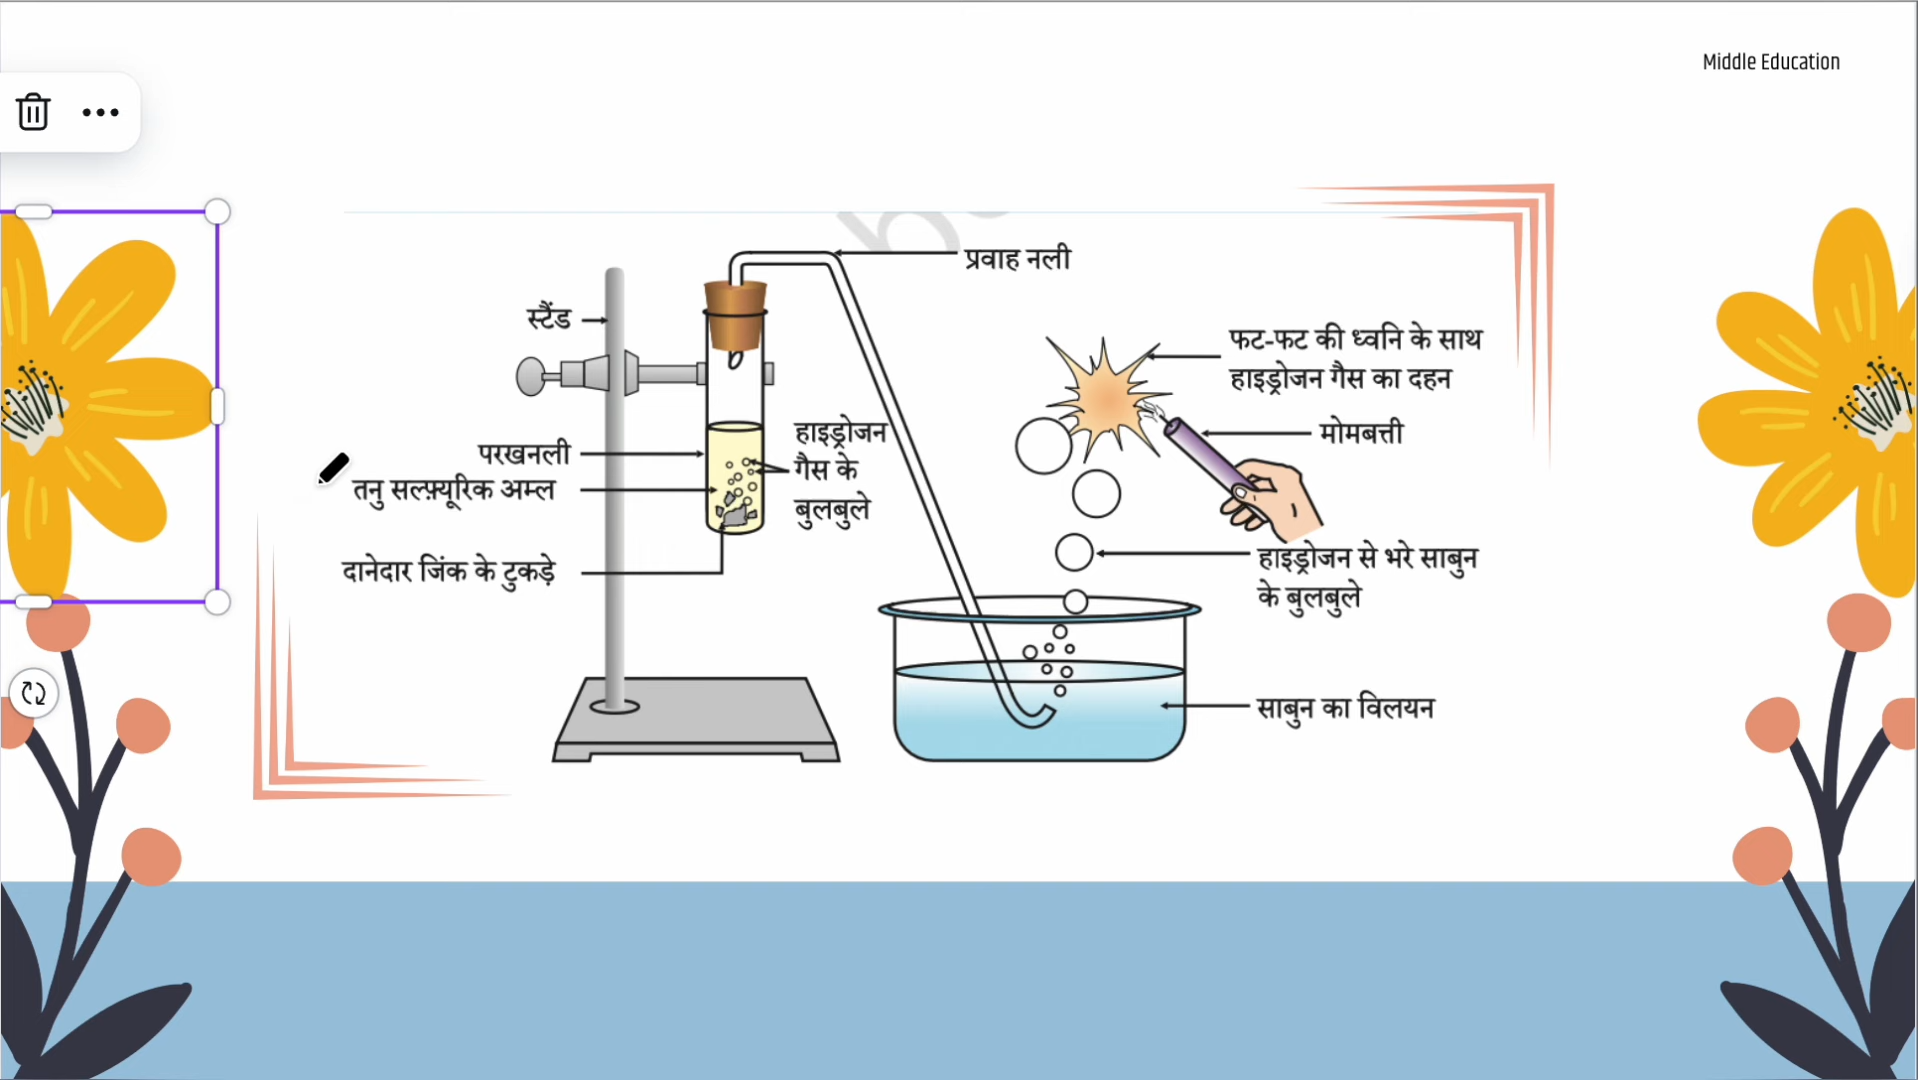 Middle Education
प्रवाह नली
स्टैंड
फट-फट की ध्वनि के साथ
हाइड्रोजन गैस का दहन
मोमबत्ती
हाइड्रोजन
गैस के
बुलबुले
परखनली
तनु सल्फ़्यूरिक अम्ल
दानेदार जिंक के टुकड़े
हाइड्रोजन से भरे साबुन
के बुलबुले
साबुन का विलयन